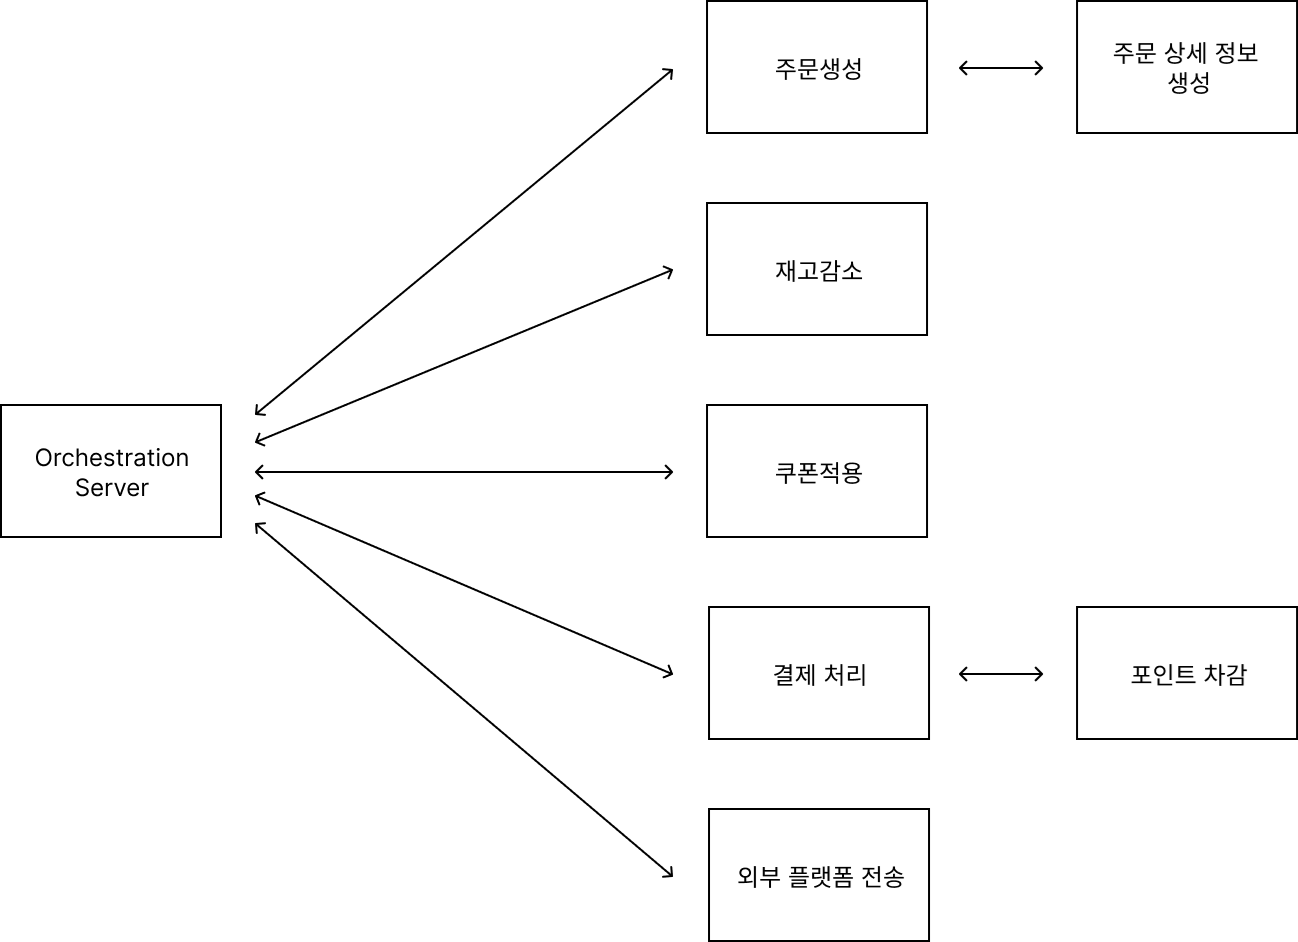 주문생성
주문 상세 정보
생성
재고감소
Orchestration
Server
쿠폰적용
결제 처리
포인트 차감
외부 플랫폼 전송